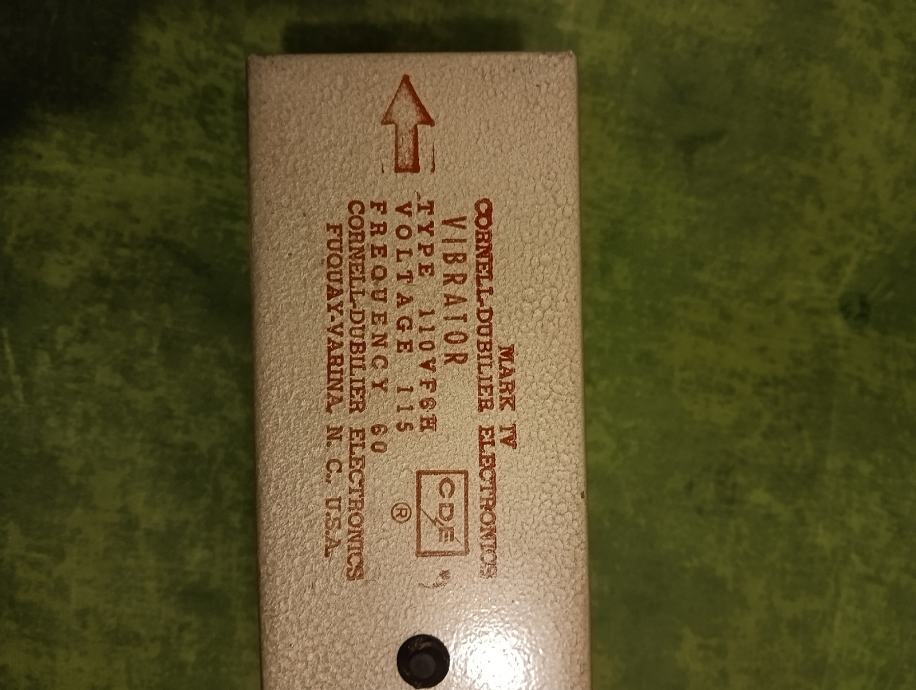 MARK IV
CORNELL-DUBILIER ELECTRONICS
VIBRATOR
TYPE 110VF6H
VOLTAGE 115
FREQUENCY 60
CORNELL-DUBILIER ELECTRONICS
FUQUAY-VARINA, N. C., U.S.A.
CDE
®